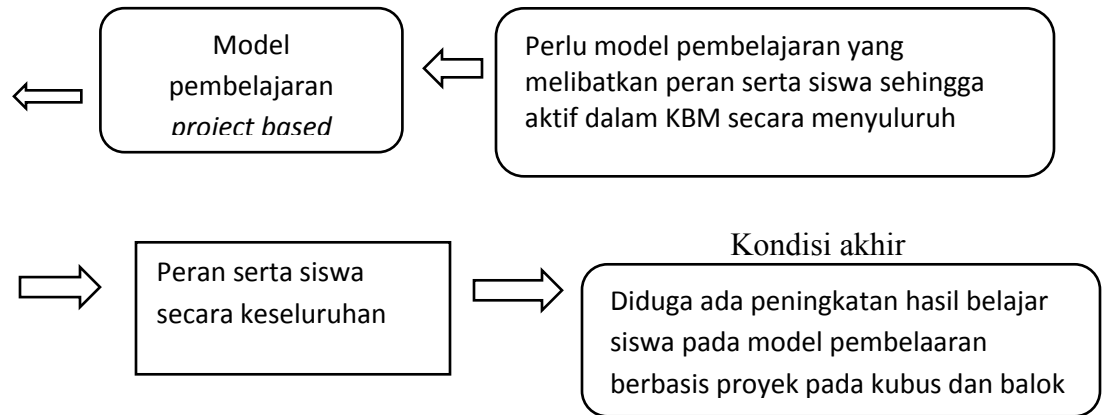 Model
pembelajaran
project based
Perlu model pembelajaran yang
melibatkan peran serta siswa sehingga
aktif dalam KBM secara menyuluruh
Peran serta siswa
secara keseluruhan
Kondisi akhir
Diduga ada peningkatan hasil belajar
siswa pada model pembelaaran
berbasis proyek pada kubus dan balok